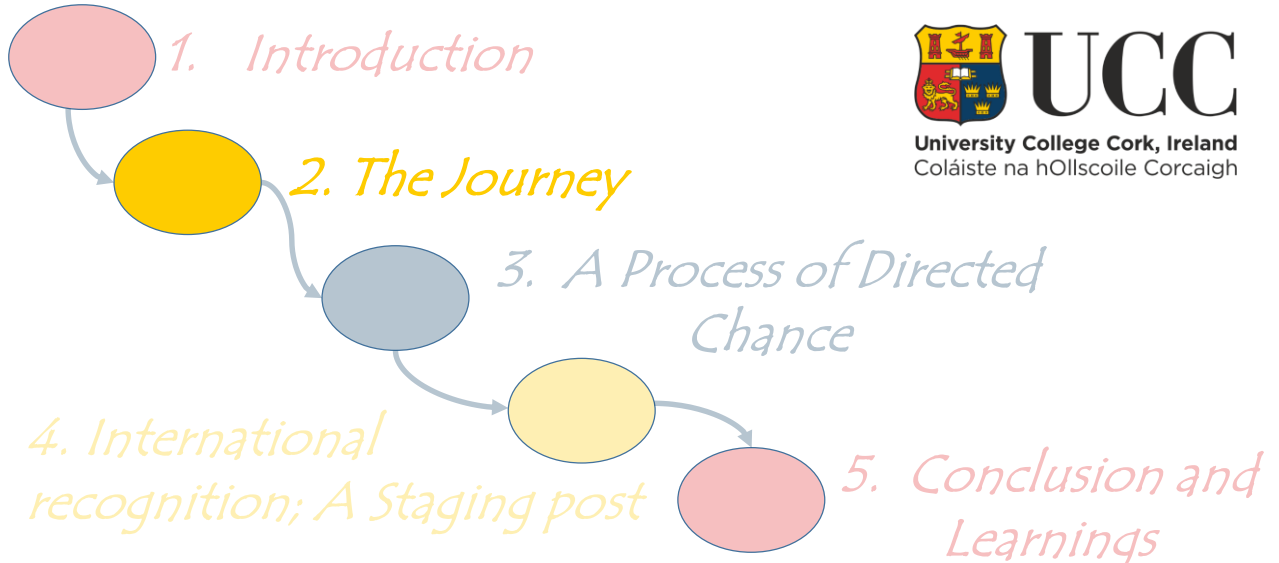 1. Introduction
UCC
University College Cork, Ireland
Coláiste na hOllscoile Corcaigh
2. The Journey
3. A Process of Directed
Chance
4. International
recognition; A Staging post
5. Conclusion and
Learnings